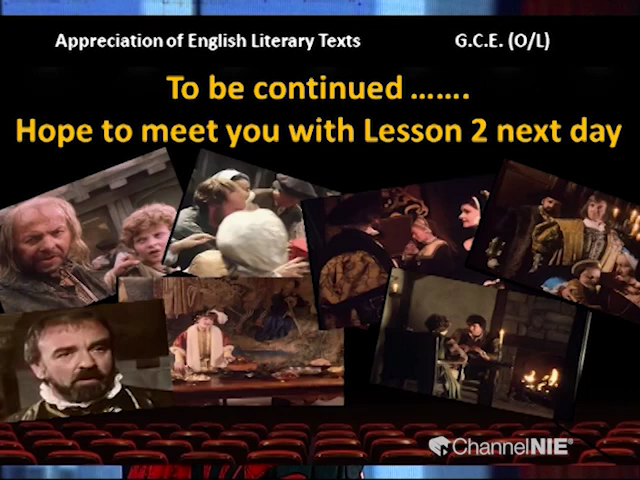 Appreciation of English Literary Texts G.C.E. (O/L)
To be continued …….
Hope to meet you with Lesson 2 next day
ChannelNIE®